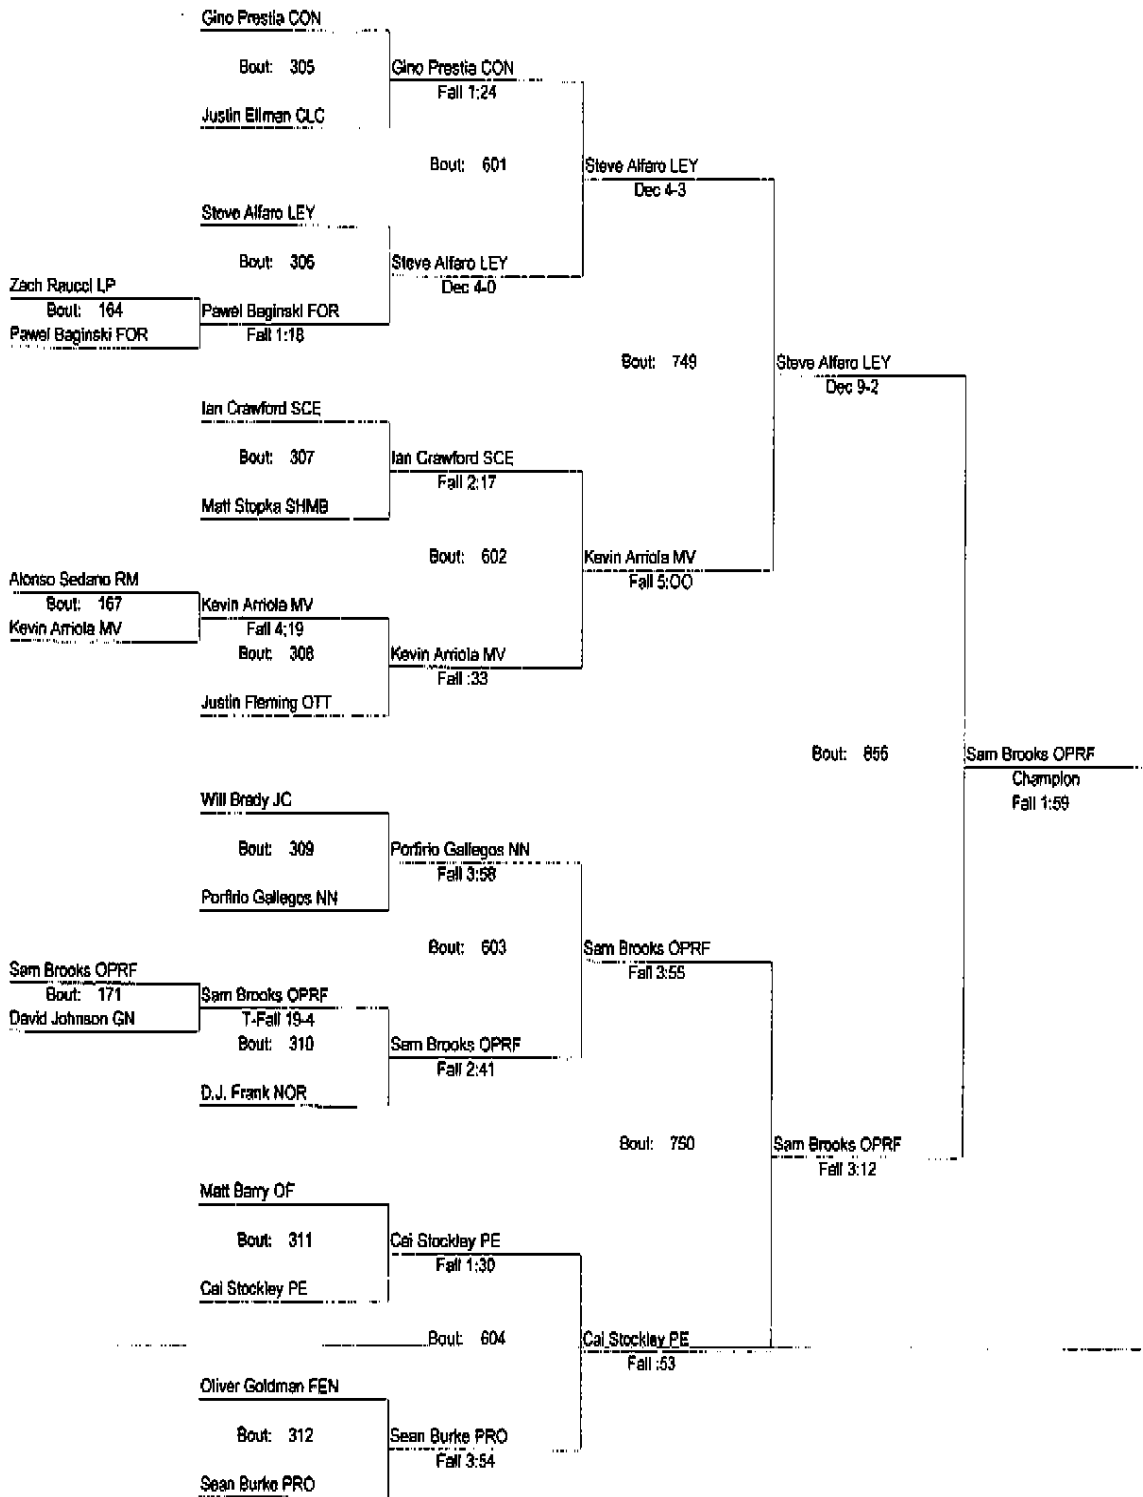 Gino Prestia CON
Bout: 305
Gino Prestia CON
Fall 1:24
Justin Ellman CLC
Bout: 601
Steve Alfaro LEY
Dec 4-3
Steve Alfaro LEY
Bout: 306
Steve Alfaro LEY
Dec 4-0
Zach Raucci LP
Bout: 164
Pawel Baginski FOR
Pawel Baginski FOR
Fall 1:18
Bout: 749
Steve Alfaro LEY
Dec 9-2
Ian Crawford SCE
Bout: 307
Ian Crawford SCE
Fall 2:17
Matt Stopka SHMB
Bout: 602
Kevin Arriola MV
Fall 5:00
Alonso Sedano RM
Bout: 167
Kevin Arriola MV
Kevin Arriola MV
Fall 4:19
Bout: 308
Kevin Arriola MV
Fall :33
Justin Fleming OTT
Bout: 856
Sam Brooks OPRF
Champion
Fall 1:59
Will Brady JC
Bout: 309
Porfirio Gallegos NN
Fall 3:58
Porfirio Gallegos NN
Bout: 603
Sam Brooks OPRF
Fall 3:55
Sam Brooks OPRF
Bout: 171
David Johnson GN
Sam Brooks OPRF
T-Fall 19-4
Bout: 310
Sam Brooks OPRF
Fall 2:41
D.J. Frank NOR
Bout: 750
Sam Brooks OPRF
Fall 3:12
Matt Barry OF
Bout: 311
Cai Stockley PE
Fall 1:30
Cai Stockley PE
Bout: 604
Cai Stockley PE
Fall :53
Oliver Goldman FEN
Bout: 312
Sean Burke PRO
Fall 3:54
Sean Burke PRO